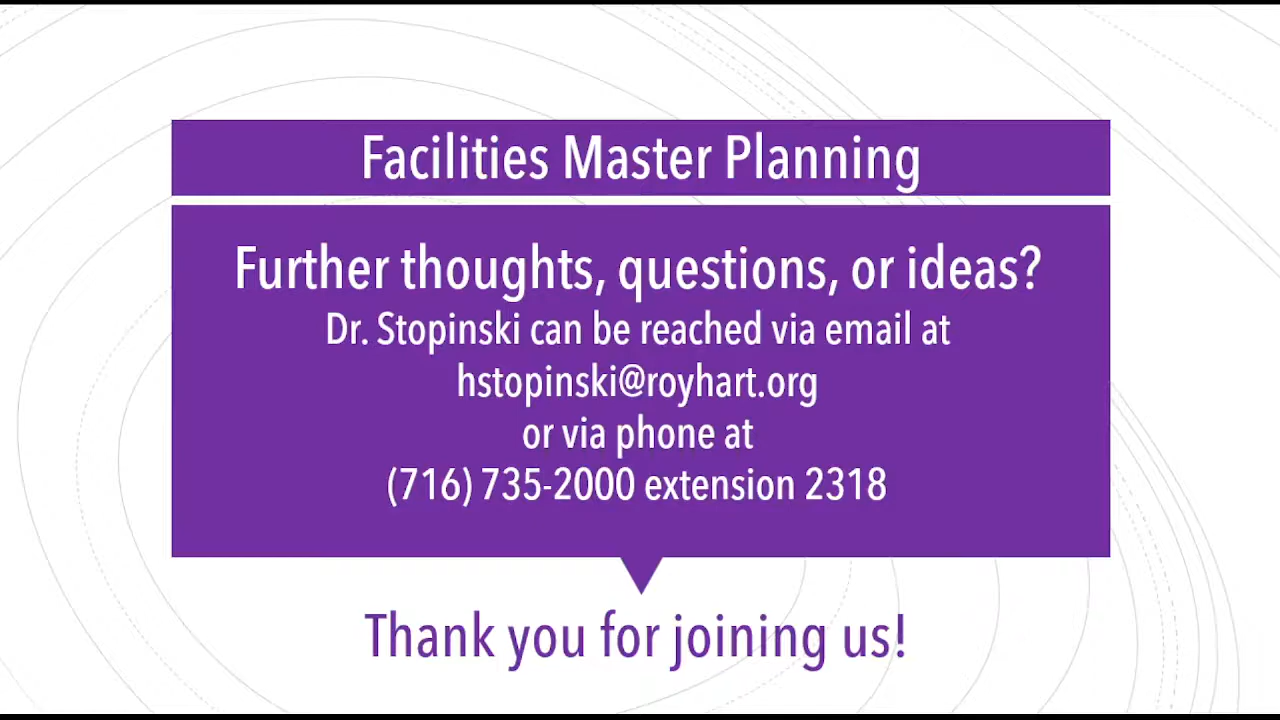 Facilities Master Planning
Further thoughts, questions, or ideas?
Dr. Stopinski can be reached via email at
hstopinski@royhart.org
or via phone at
(716) 735-2000 extension 2318
Thank you for joining us!